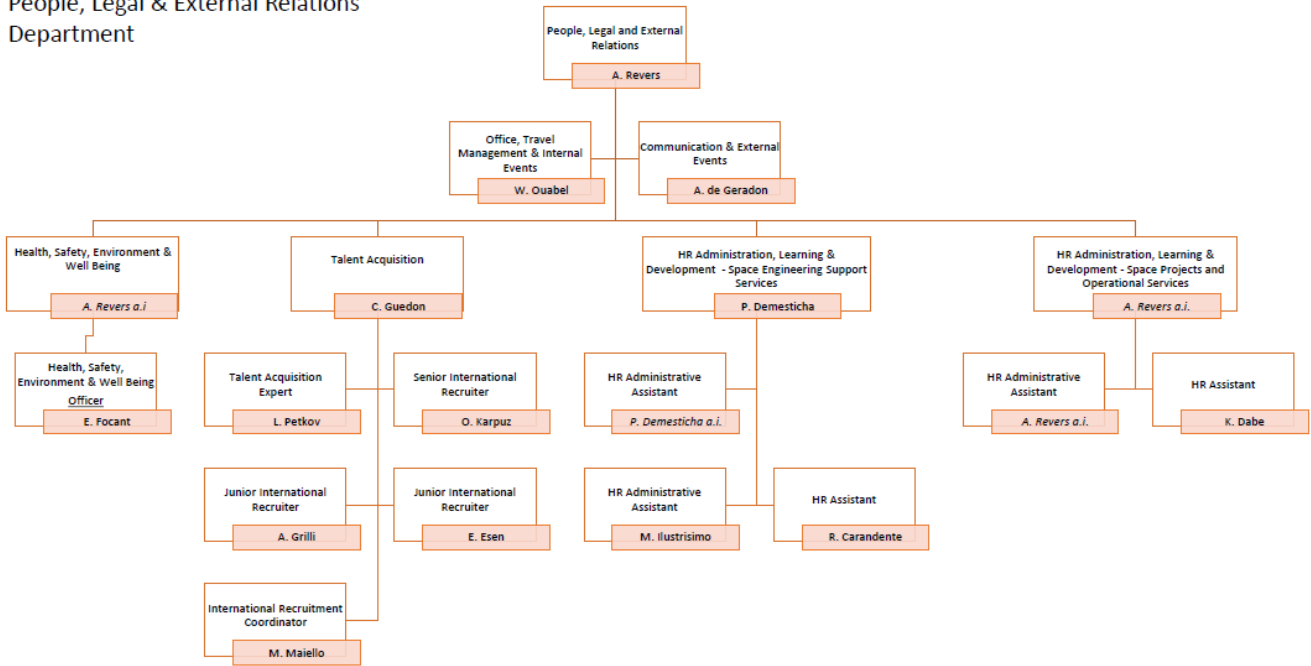 People, Legal & External Relations
Department
People, Legal and External
Relations
A. Revers
Office, Travel
Management & Internal
Events
W. Ouabel
Communication & External
Events
A. de Geradon
Health, Safety, Environment &
Well Being
A. Revers a.i
Talent Acquisition
C. Guedon
HR Administration, Learning &
Development - Space Engineering Support
Services
P. Demesticha
HR Administration, Learning &
Development - Space Projects and
Operational Services
A. Revers a.i.
Health, Safety,
Environment & Well Being
Officer
E. Focant
Talent Acquisition
Expert
L. Petkov
Senior International
Recruiter
O. Karpuz
HR Administrative
Assistant
P. Demesticha a.i.
HR Administrative
Assistant
A. Revers a.i.
HR Assistant
K. Dabe
Junior International
Recruiter
A. Grilli
Junior International
Recruiter
E. Esen
HR Administrative
Assistant
M. Ilustrisimo
HR Assistant
R. Carandente
International Recruitment
Coordinator
M. Maiello